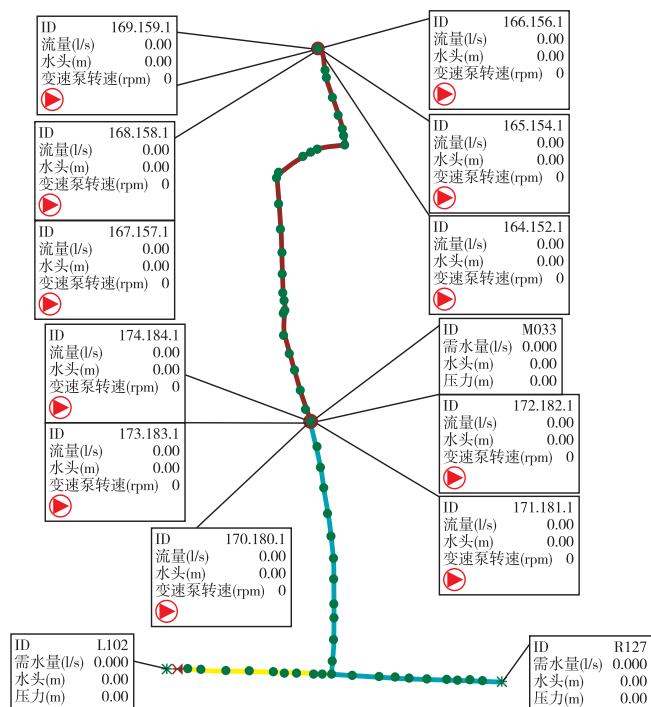 ID 169.159.1
流量(l/s) 0.00
水头(m) 0.00
变速泵转速(rpm) 0
ID 166.156.1
流量(l/s) 0.00
水头(m) 0.00
变速泵转速(rpm) 0
ID 168.158.1
流量(l/s) 0.00
水头(m) 0.00
变速泵转速(rpm) 0
ID 165.154.1
流量(l/s) 0.00
水头(m) 0.00
变速泵转速(rpm) 0
ID 167.157.1
流量(l/s) 0.00
水头(m) 0.00
变速泵转速(rpm) 0
ID 164.152.1
流量(l/s) 0.00
水头(m) 0.00
变速泵转速(rpm) 0
ID 174.184.1
流量(l/s) 0.00
水头(m) 0.00
变速泵转速(rpm) 0
ID M033
需水量(l/s) 0.000
水头(m) 0.00
压力(m) 0.00
ID 173.183.1
流量(l/s) 0.00
水头(m) 0.00
变速泵转速(rpm) 0
ID 172.182.1
流量(l/s) 0.00
水头(m) 0.00
变速泵转速(rpm) 0
ID 170.180.1
流量(l/s) 0.00
水头(m) 0.00
变速泵转速(rpm) 0
ID 171.181.1
流量(l/s) 0.00
水头(m) 0.00
变速泵转速(rpm) 0
ID L102
需水量(l/s) 0.000
水头(m) 0.00
压力(m) 0.00
ID R127
需水量(l/s) 0.000
水头(m) 0.00
压力(m) 0.00